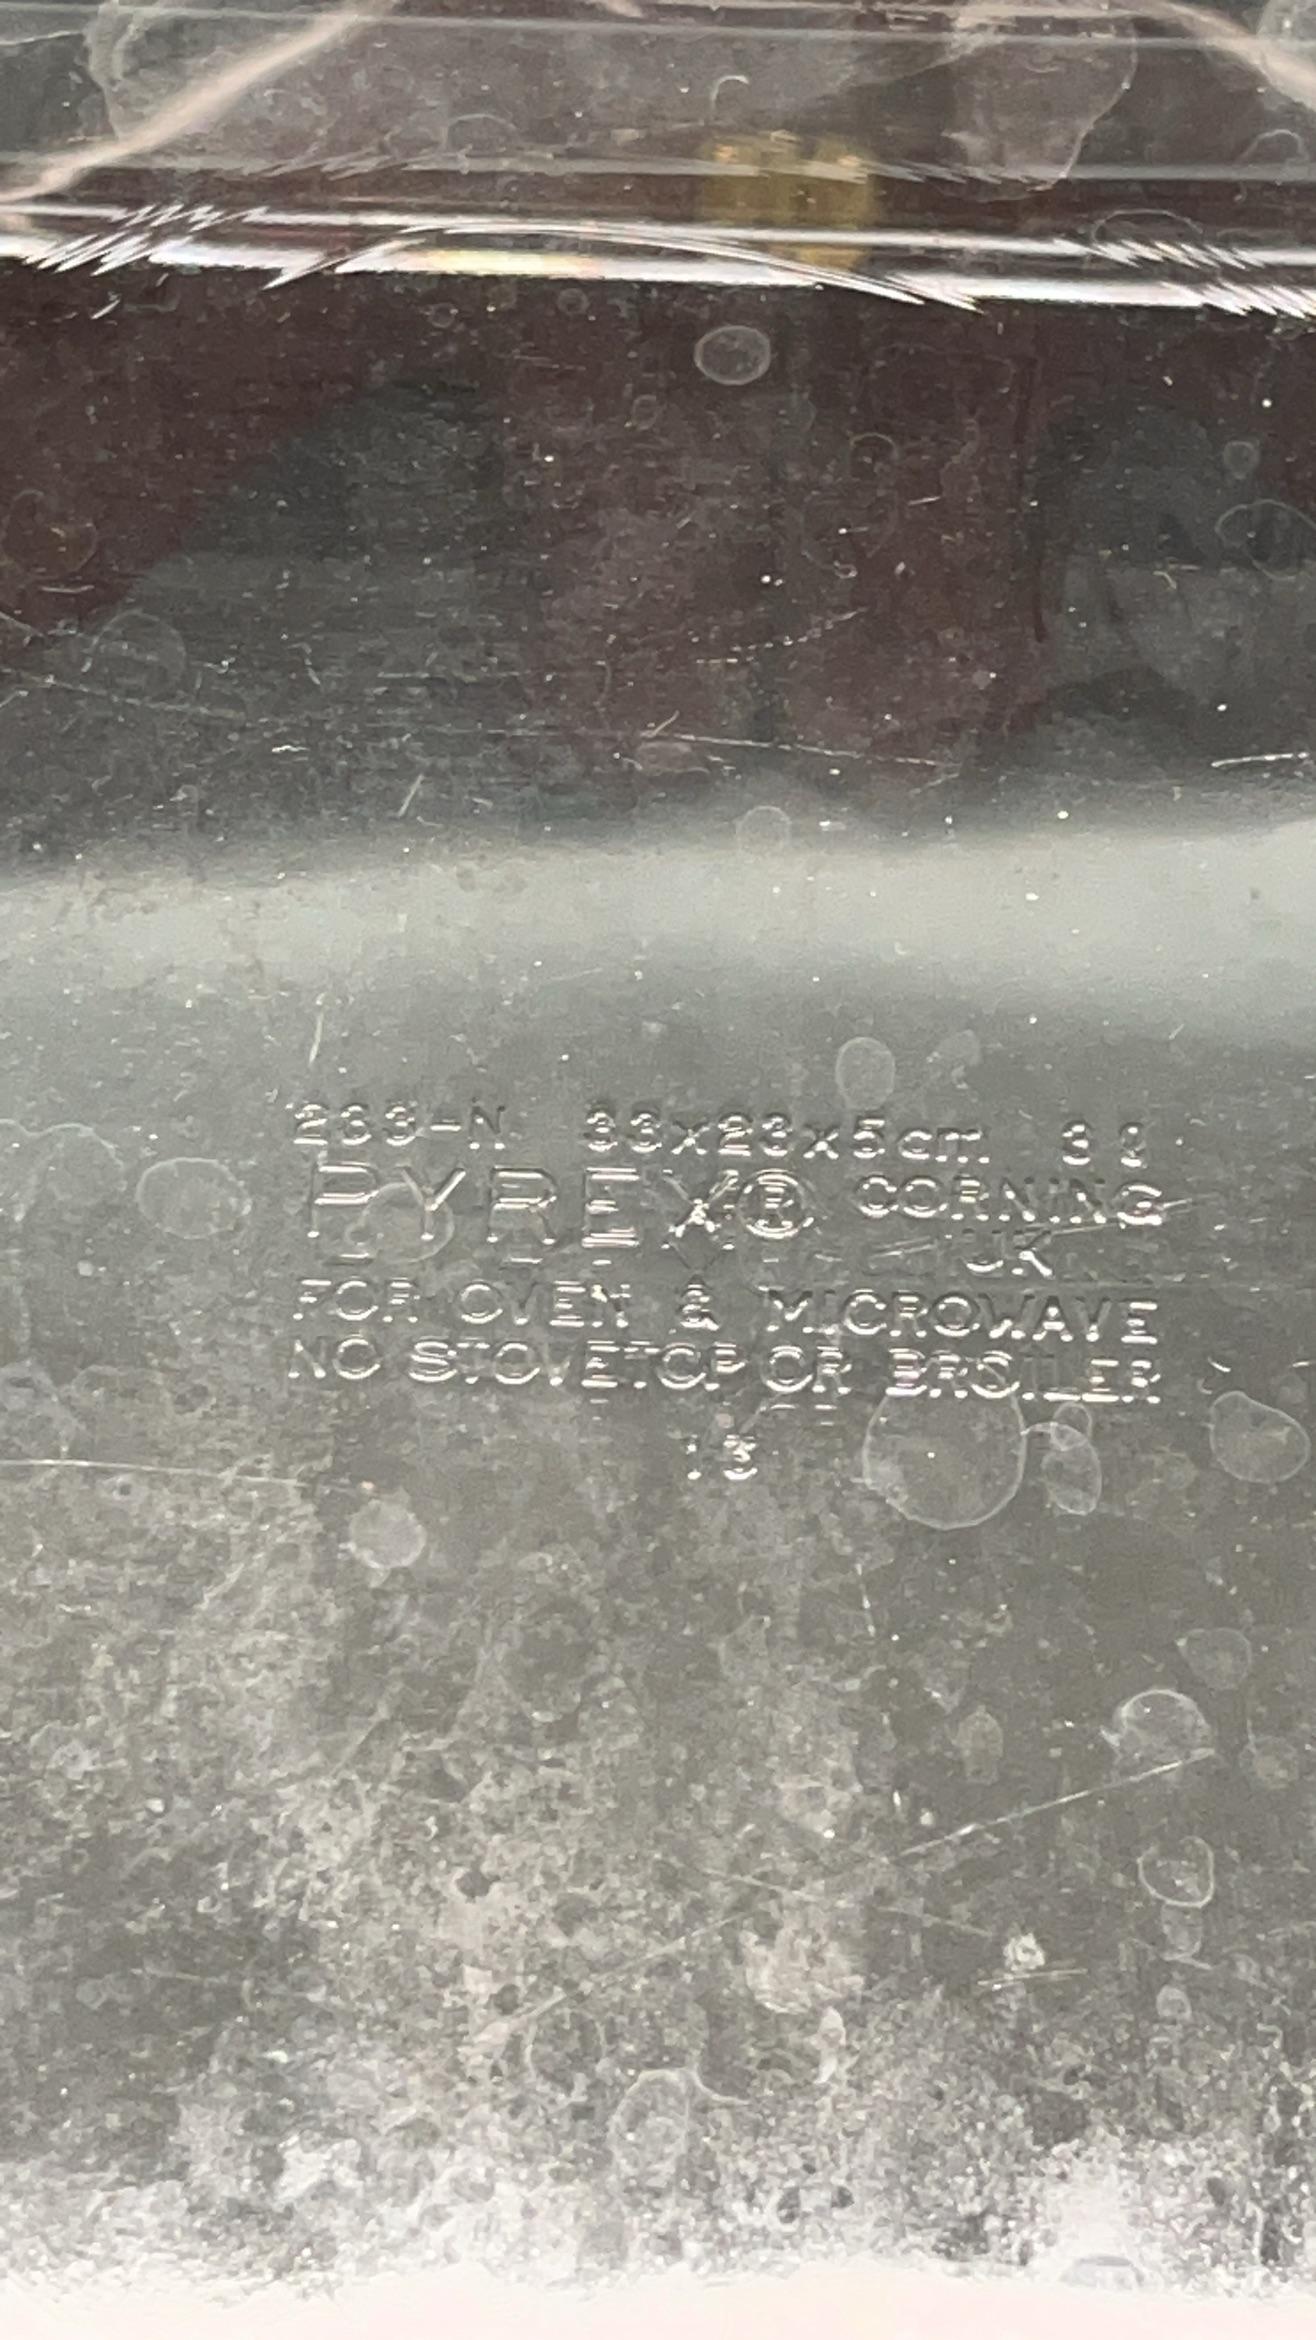 233-N 33x23x5cm 3ℓ
PYREX® CORNING
UK
FOR OVEN & MICROWAVE
NO STOVETOP OR BROILER
13